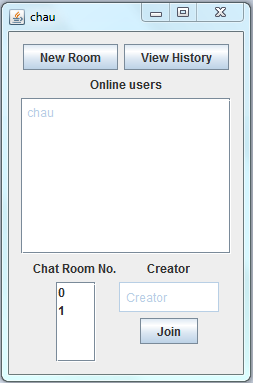 chau
New Room View History
Online users
chau
Chat Room No. Creator
0
1
Creator
Join